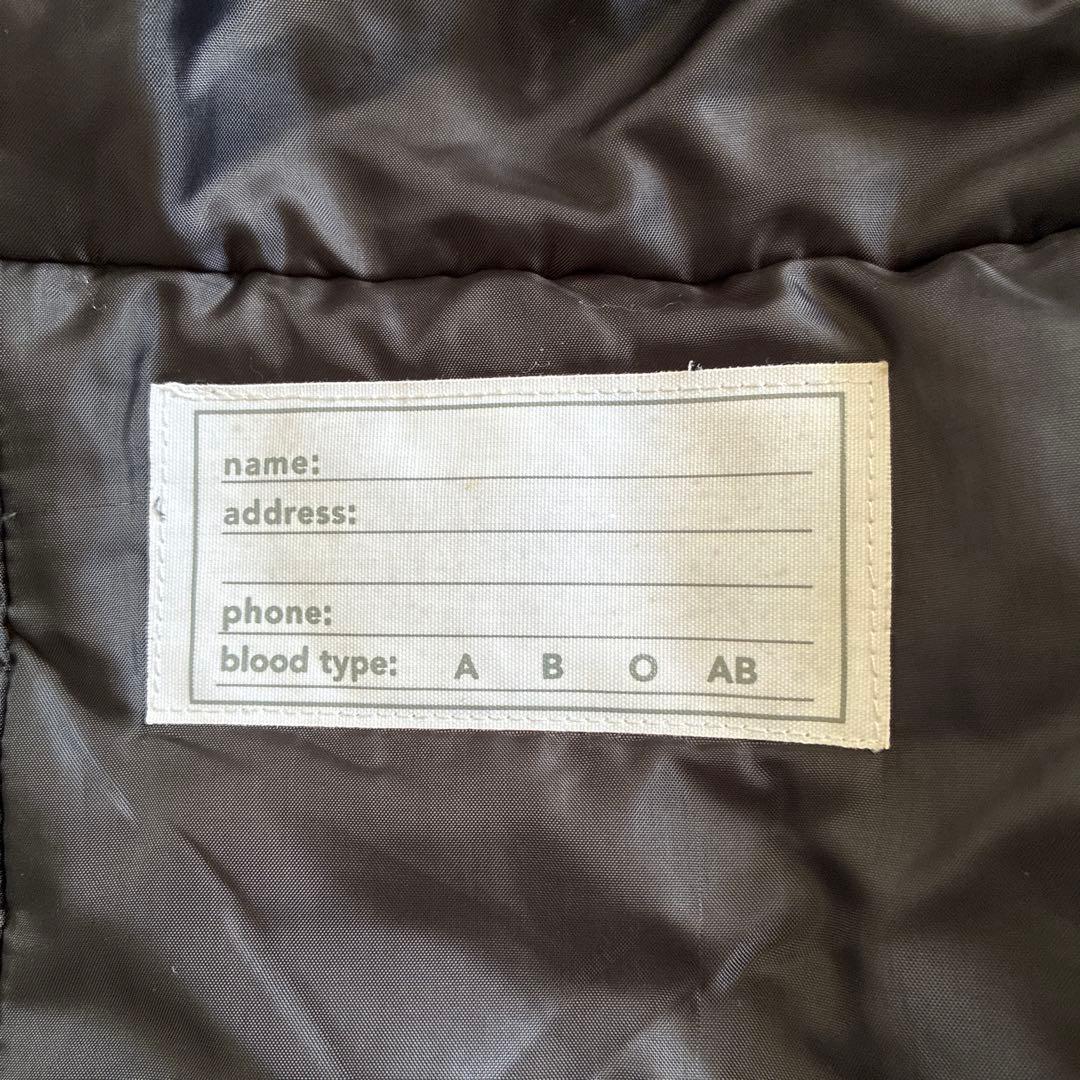 name:
address:
phone:
blood type: A B O AB